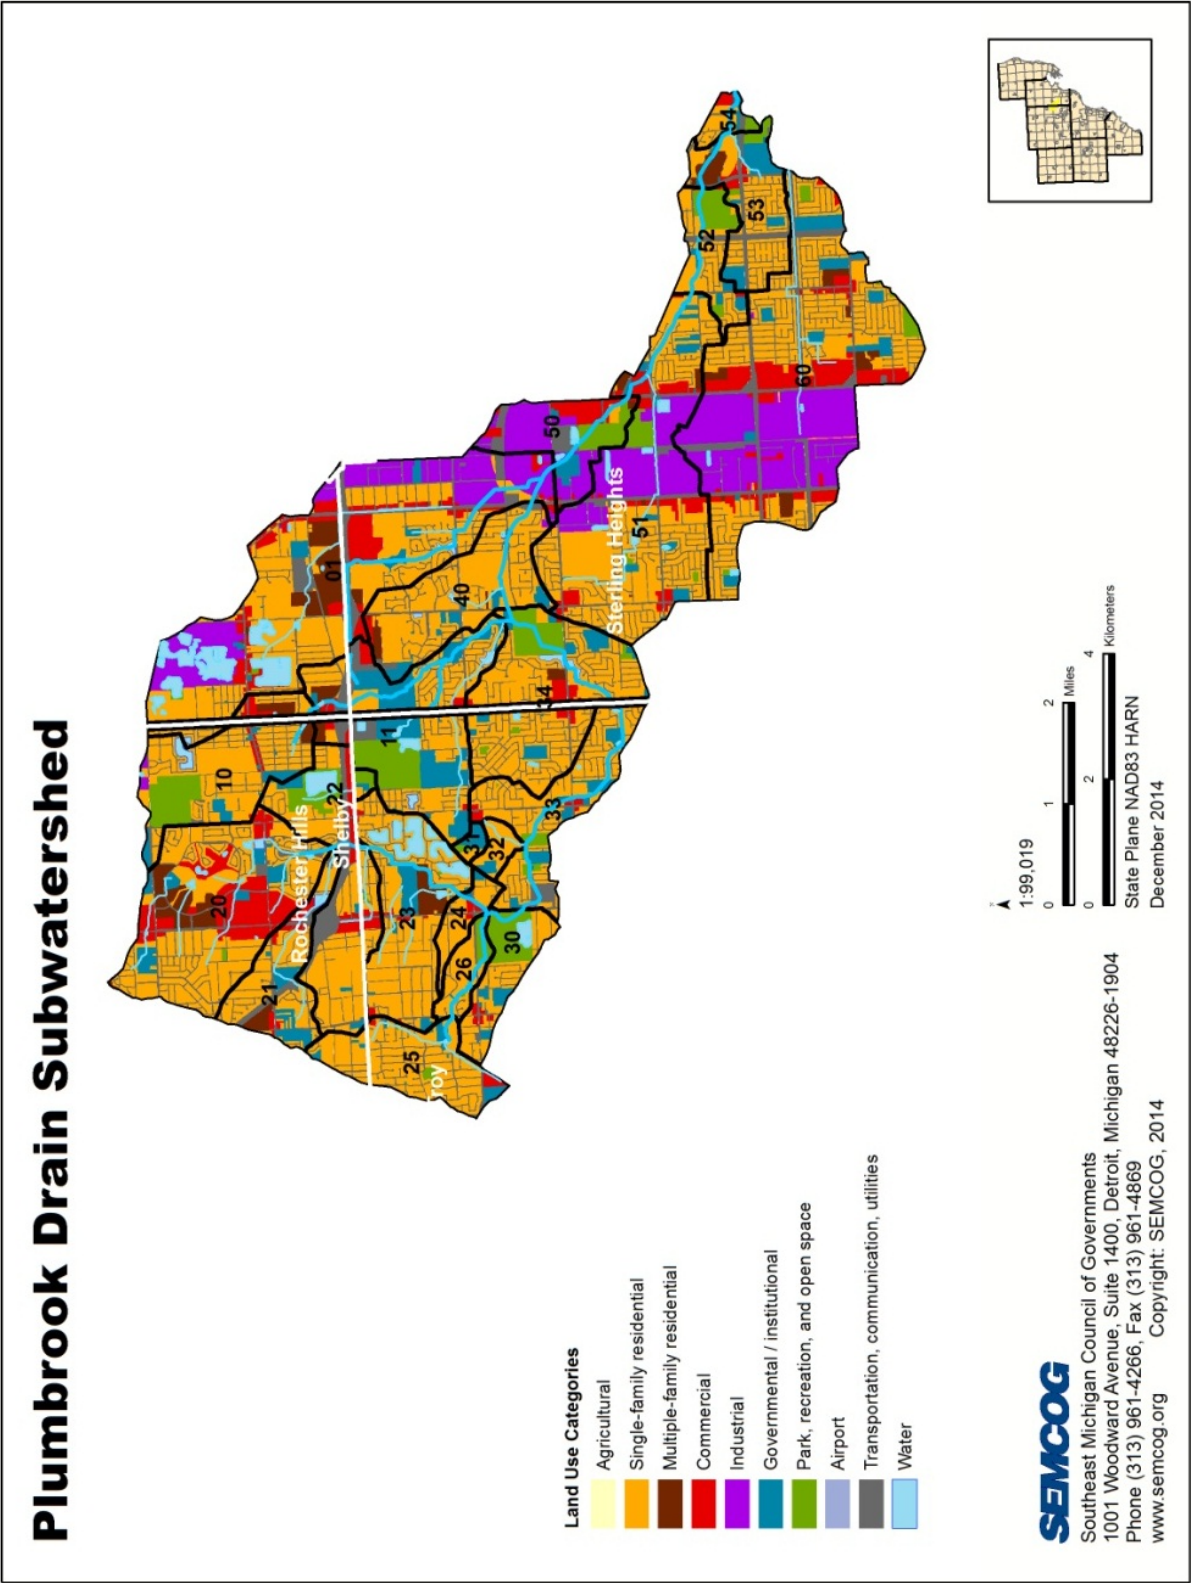 Plumbrook Drain Subwatershed
10
20
21
22
Rochester Hills
Shelby
01
11
23
24
25
26
roy
30
31
32
33
34
40
50
51
Sterling Heights
52
53
54
60
Land Use Categories
Agricultural
Single-family residential
Multiple-family residential
Commercial
Industrial
Governmental / institutional
Park, recreation, and open space
Airport
Transportation, communication, utilities
Water
1:99,019
0 1 2
Miles
0 2 4
Kilometers
State Plane NAD83 HARN
December 2014
SEMCOG
Southeast Michigan Council of Governments
1001 Woodward Avenue, Suite 1400, Detroit, Michigan 48226-1904
Phone (313) 961-4266, Fax (313) 961-4869
www.semcog.org Copyright: SEMCOG, 2014